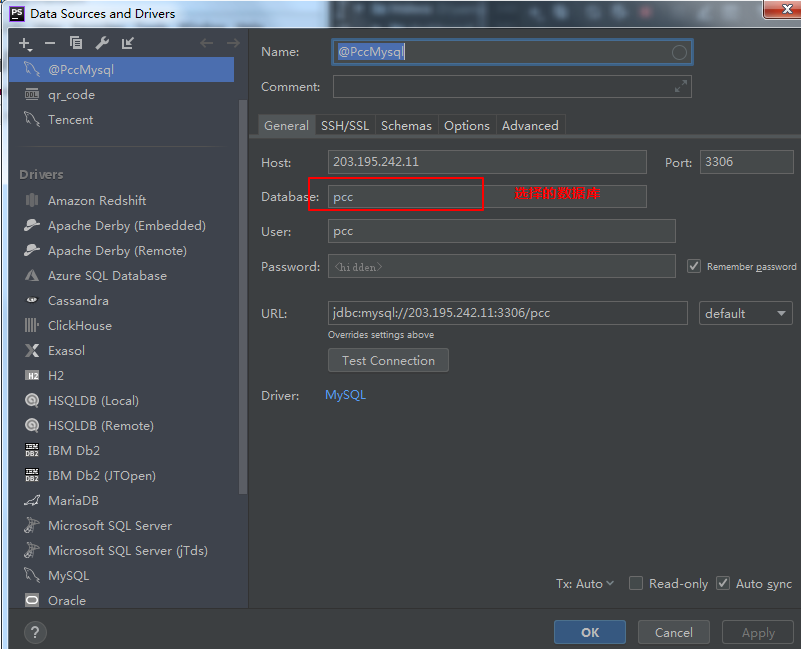 PS Data Sources and Drivers
@PccMysql
qr_code
Tencent
Drivers
Amazon Redshift
Apache Derby (Embedded)
Apache Derby (Remote)
Azure SQL Database
Cassandra
ClickHouse
Exasol
H2 H2
HSQLDB (Local)
HSQLDB (Remote)
IBM DB2 IBM Db2
IBM DB2 IBM Db2 (JTOpen)
MariaDB
Microsoft SQL Server
Microsoft SQL Server (jTds)
MySQL
Oracle
?
Name: @PccMysql
Comment:
General SSH/SSL Schemas Options Advanced
Host: 203.195.242.11 Port: 3306
Database: pcc 选择的数据库
User: pcc
Password: <hidden> Remember password
URL: jdbc:mysql://203.195.242.11:3306/pcc default
Overrides settings above
Test Connection
Driver: MySQL
Tx: Auto Read-only Auto sync
OK Cancel Apply